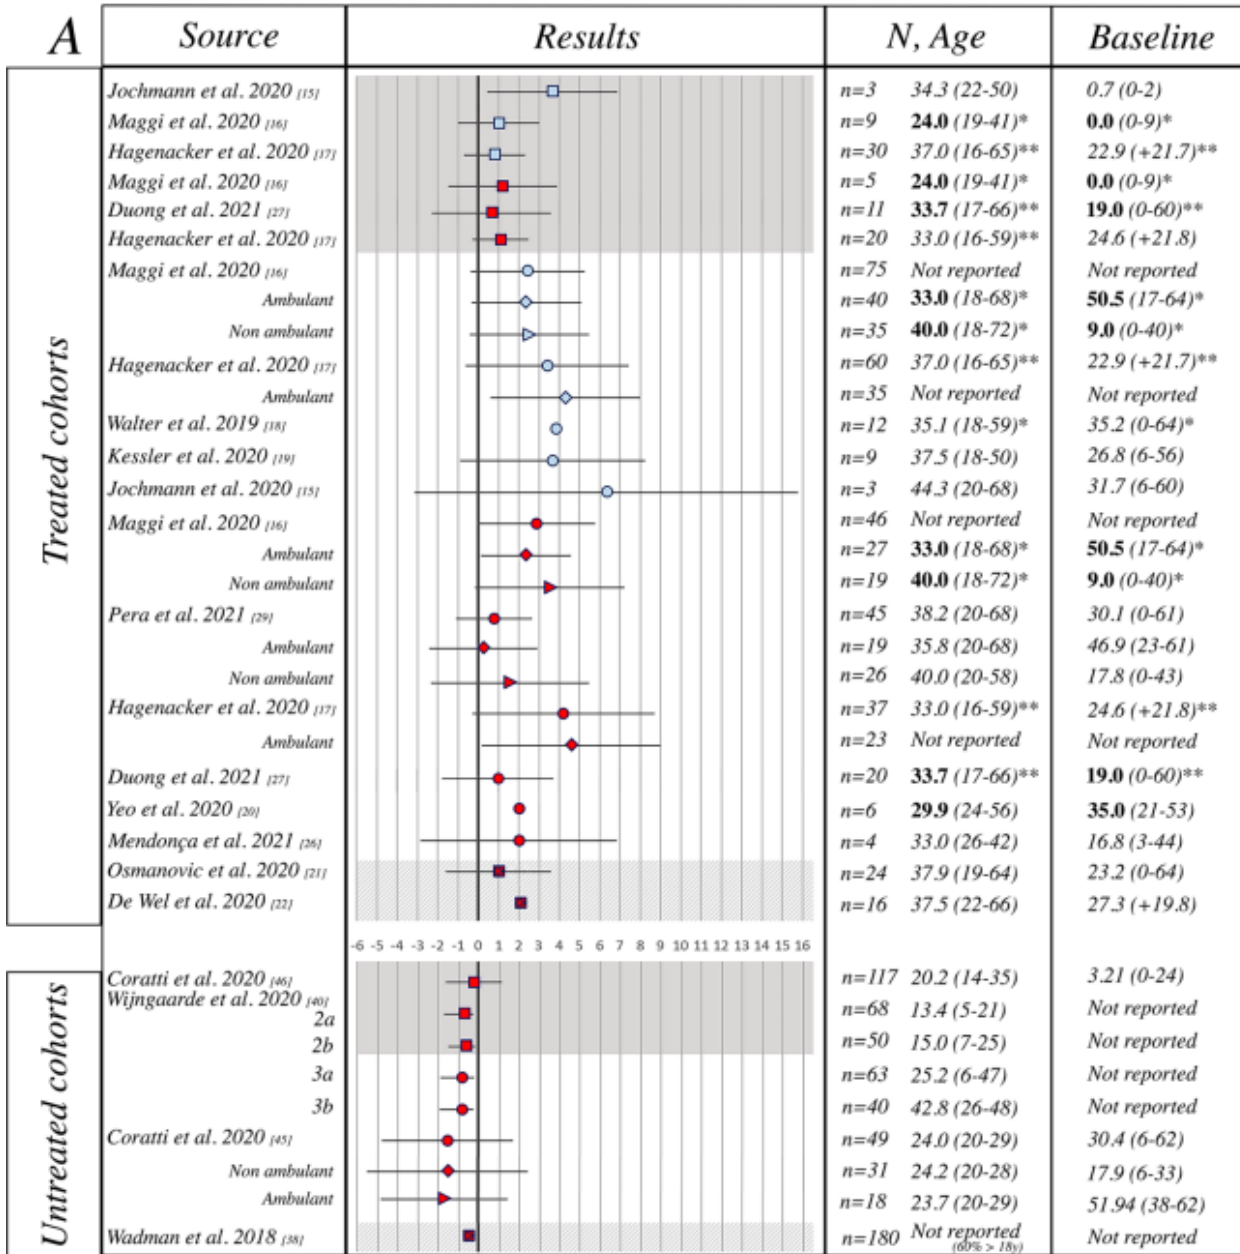 A Source Results N, Age Baseline
Treated cohorts
Jochmann et al. 2020 [15] n=3 34.3 (22-50) 0.7 (0-2)
Maggi et al. 2020 [16] n=9 24.0 (19-41)* 0.0 (0-9)*
Hagenacker et al. 2020 [17] n=30 37.0 (16-65)** 22.9 (+21.7)**
Maggi et al. 2020 [16] n=5 24.0 (19-41)* 0.0 (0-9)*
Duong et al. 2021 [27] n=11 33.7 (17-66)** 19.0 (0-60)**
Hagenacker et al. 2020 [17] n=20 33.0 (16-59)** 24.6 (+21.8)
Maggi et al. 2020 [16] n=75 Not reported Not reported
Ambulant n=40 33.0 (18-68)* 50.5 (17-64)*
Non ambulant n=35 40.0 (18-72)* 9.0 (0-40)*
Hagenacker et al. 2020 [17] n=60 37.0 (16-65)** 22.9 (+21.7)**
Ambulant n=35 Not reported Not reported
Walter et al. 2019 [18] n=12 35.1 (18-59)* 35.2 (0-64)*
Kessler et al. 2020 [19] n=9 37.5 (18-50) 26.8 (6-56)
Jochmann et al. 2020 [15] n=3 44.3 (20-68) 31.7 (6-60)
Maggi et al. 2020 [16] n=46 Not reported Not reported
Ambulant n=27 33.0 (18-68)* 50.5 (17-64)*
Non ambulant n=19 40.0 (18-72)* 9.0 (0-40)*
Pera et al. 2021 [29] n=45 38.2 (20-68) 30.1 (0-61)
Ambulant n=19 35.8 (20-68) 46.9 (23-61)
Non ambulant n=26 40.0 (20-58) 17.8 (0-43)
Hagenacker et al. 2020 [17] n=37 33.0 (16-59)** 24.6 (+21.8)**
Ambulant n=23 Not reported Not reported
Duong et al. 2021 [27] n=20 33.7 (17-66)** 19.0 (0-60)**
Yeo et al. 2020 [20] n=6 29.9 (24-56) 35.0 (21-53)
Mendonça et al. 2021 [26] n=4 33.0 (26-42) 16.8 (3-44)
Osmanovic et al. 2020 [21] n=24 37.9 (19-64) 23.2 (0-64)
De Wel et al. 2020 [22] n=16 37.5 (22-66) 27.3 (+19.8)
-6 -5 -4 -3 -2 -1 0 1 2 3 4 5 6 7 8 9 10 11 12 13 14 15 16
Untreated cohorts
Coratti et al. 2020 [46] n=117 20.2 (14-35) 3.21 (0-24)
Wijngaarde et al. 2020 [40]
2a n=68 13.4 (5-21) Not reported
2b n=50 15.0 (7-25) Not reported
3a n=63 25.2 (6-47) Not reported
3b n=40 42.8 (26-48) Not reported
Coratti et al. 2020 [45] n=49 24.0 (20-29) 30.4 (6-62)
Non ambulant n=31 24.2 (20-28) 17.9 (6-33)
Ambulant n=18 23.7 (20-29) 51.94 (38-62)
Wadman et al. 2018 [38] n=180 Not reported Not reported
(60% > 18y)